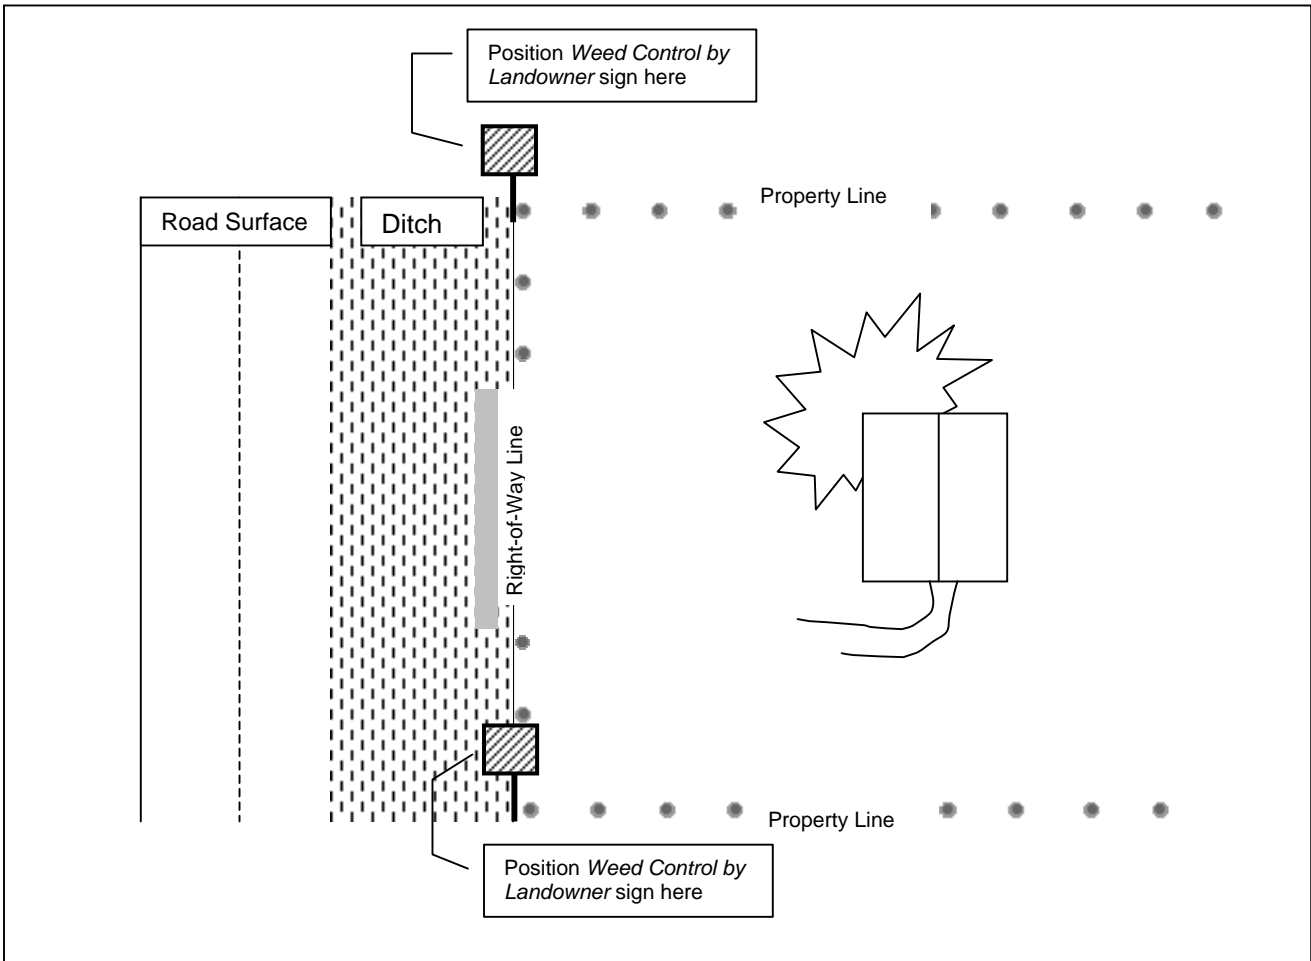 Position Weed Control by
Landowner sign here
Property Line
Road Surface
Ditch
Right-of-Way Line
Property Line
Position Weed Control by
Landowner sign here